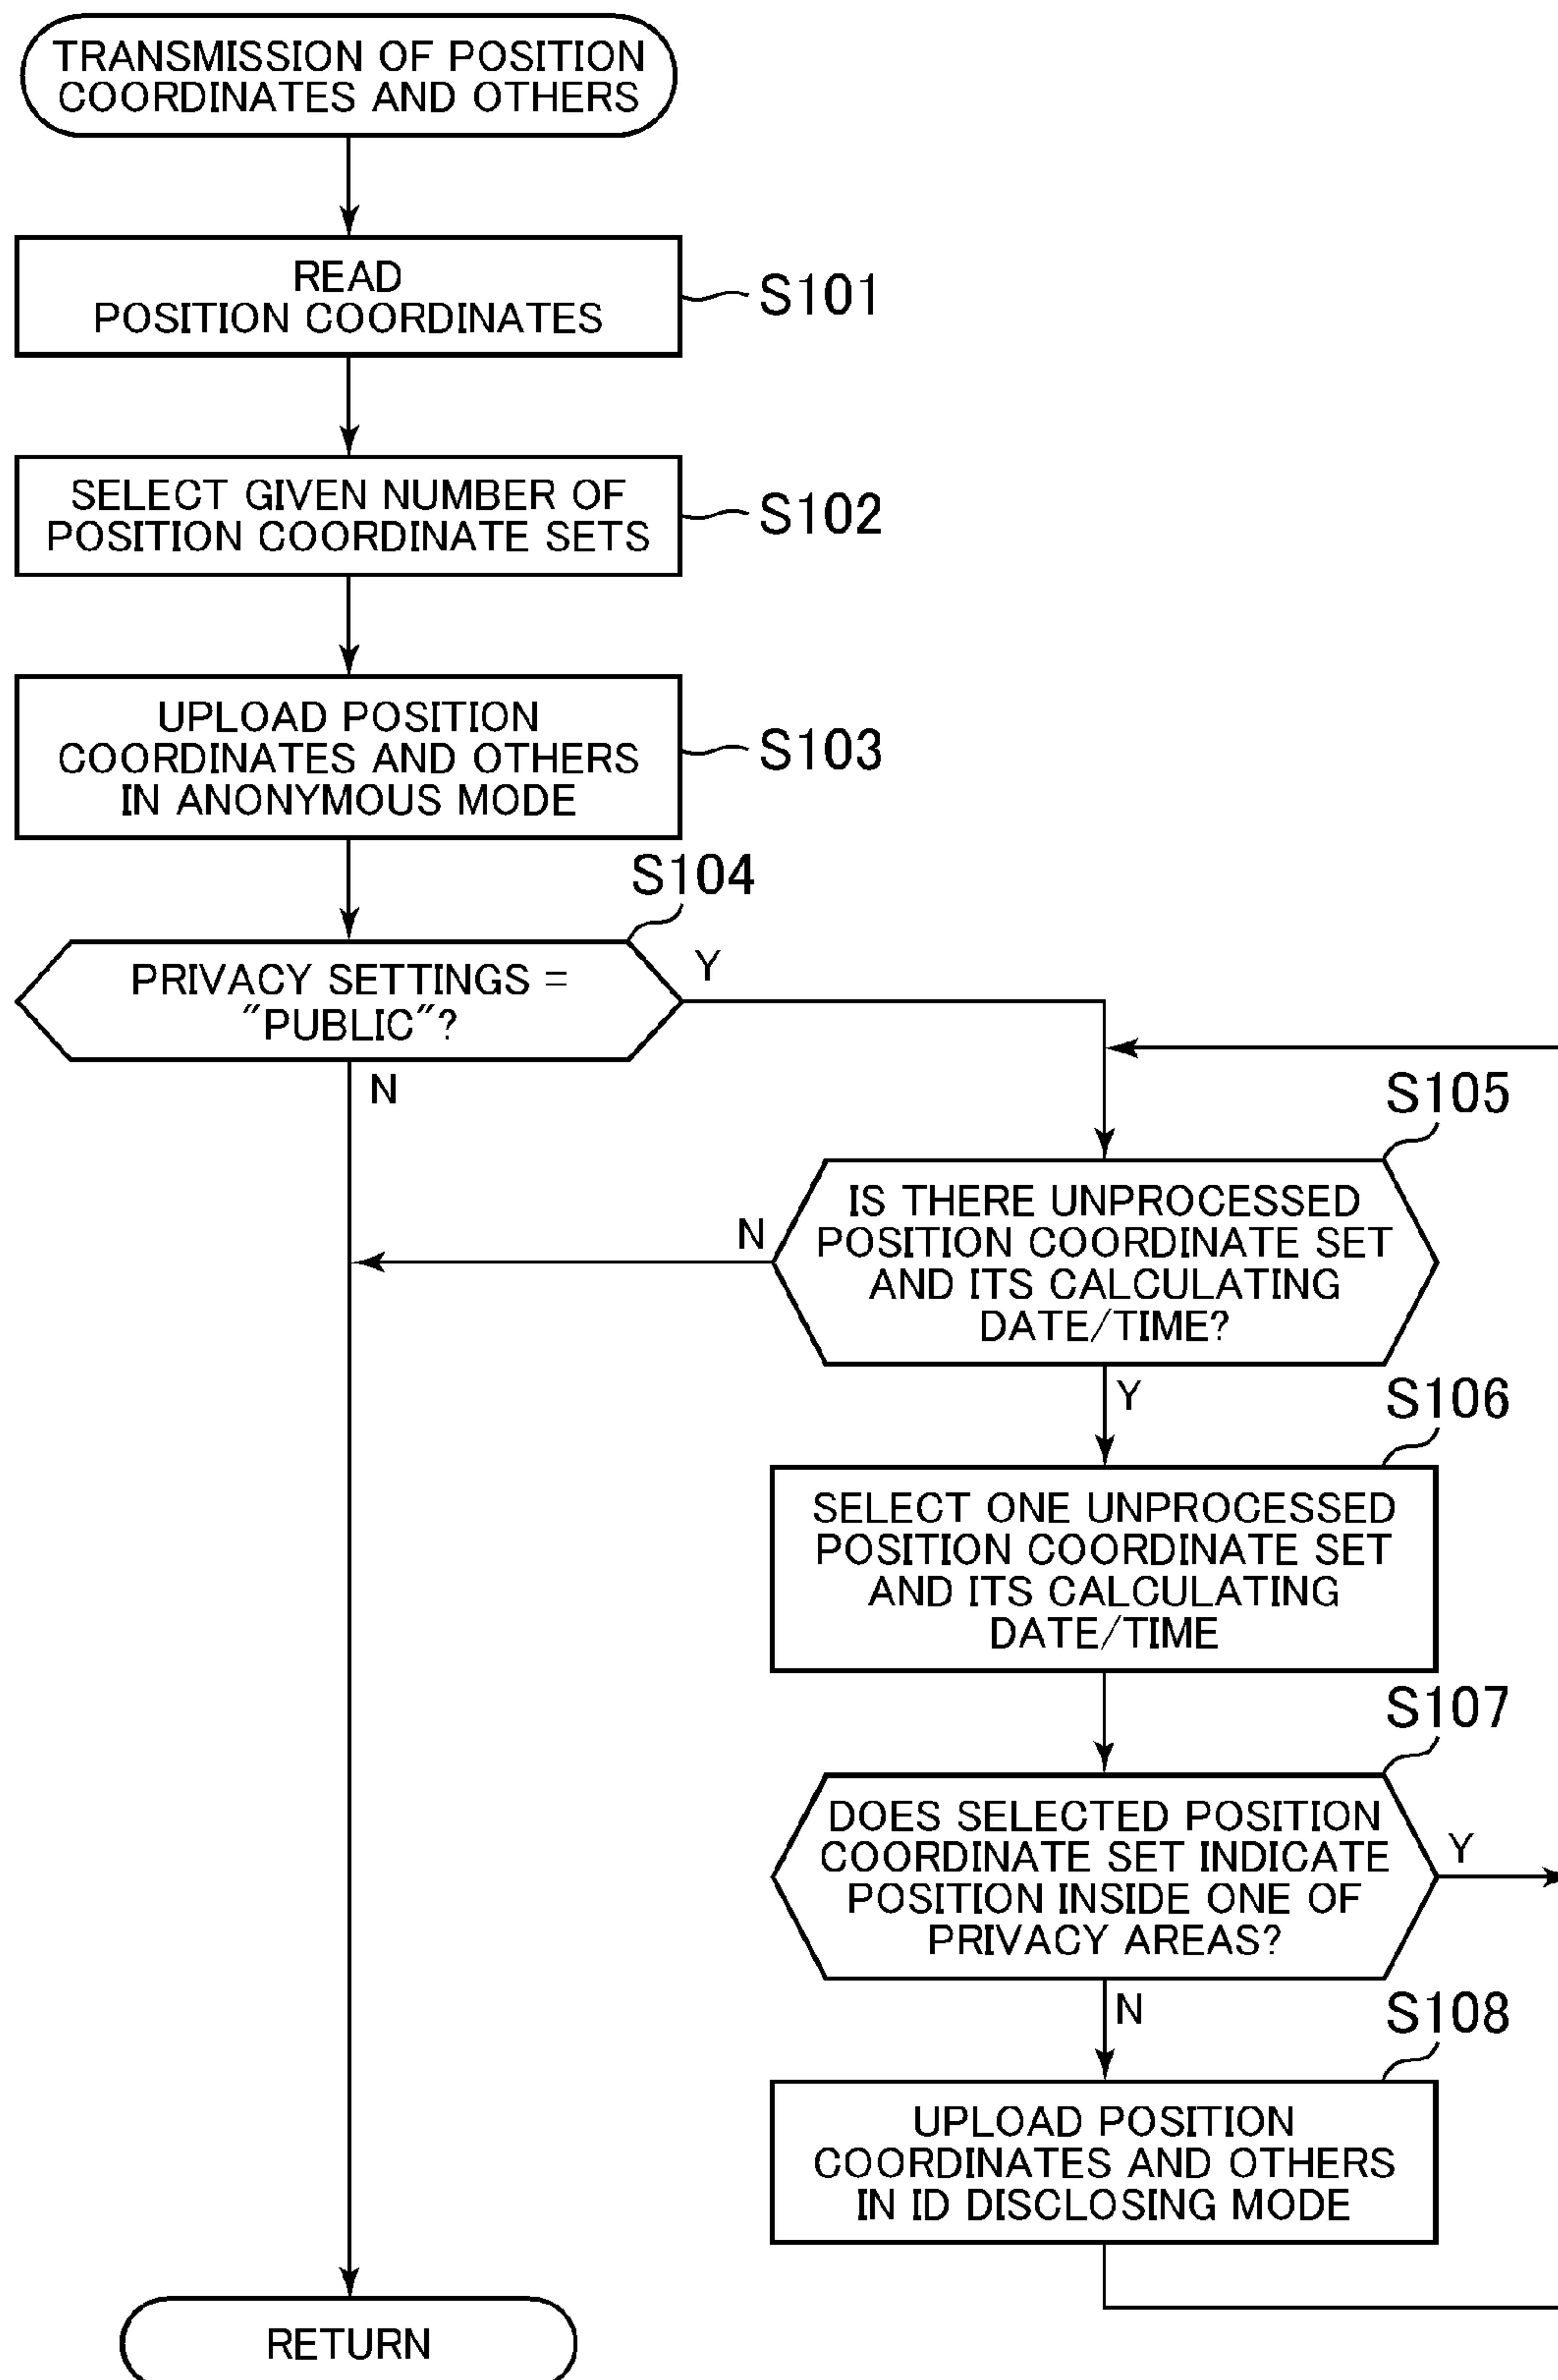 TRANSMISSION OF POSITION
COORDINATES AND OTHERS
READ
POSITION COORDINATES
S101
SELECT GIVEN NUMBER OF
POSITION COORDINATE SETS
S102
UPLOAD POSITION
COORDINATES AND OTHERS
IN ANONYMOUS MODE
S103
S104
PRIVACY SETTINGS =
"PUBLIC"?
Y
N
S105
IS THERE UNPROCESSED
POSITION COORDINATE SET
AND ITS CALCULATING
DATE/TIME?
N
Y
S106
SELECT ONE UNPROCESSED
POSITION COORDINATE SET
AND ITS CALCULATING
DATE/TIME
S107
DOES SELECTED POSITION
COORDINATE SET INDICATE
POSITION INSIDE ONE OF
PRIVACY AREAS?
Y
N
S108
UPLOAD POSITION
COORDINATES AND OTHERS
IN ID DISCLOSING MODE
RETURN